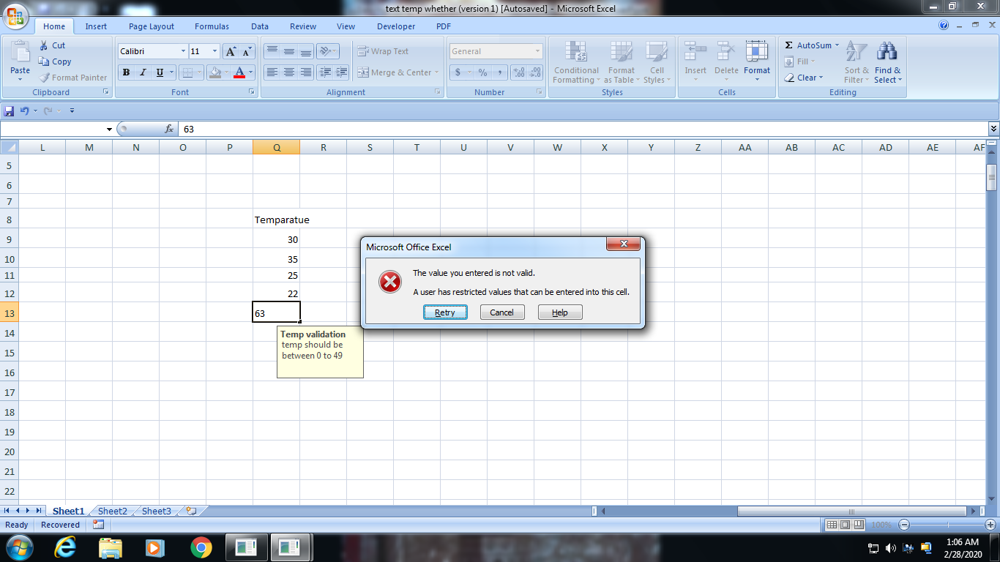 text temp whether (version 1) [Autosaved] - Microsoft Excel
Home Insert Page Layout Formulas Data Review View Developer PDF
Paste
Cut
Copy
Format Painter
Clipboard
Calibri 11
B I U
Font
Wrap Text
Merge & Center
Alignment
General
$ % ,
Number
Conditional Formatting
Format as Table
Cell Styles
Styles
Insert Delete Format
Cells
Σ AutoSum
Fill
Clear
Sort & Filter
Find & Select
Editing
fx 63
L M N O P Q R S T U V W X Y Z AA AB AC AD AE AF
5
6
7
8 Temparatue
9 30
10 35
11 25
12 22
13 63
14
15
16
17
18
19
20
21
22
Temp validation
temp should be
between 0 to 49
Microsoft Office Excel
The value you entered is not valid.
A user has restricted values that can be entered into this cell.
Retry Cancel Help
Sheet1 Sheet2 Sheet3
Ready Recovered 100%
1:06 AM
2/28/2020